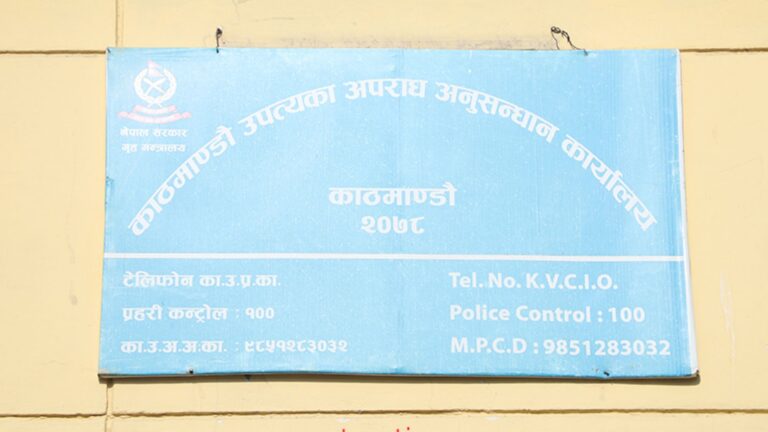 नेपाल सरकार
गृह मन्त्रालय
काठमाण्डौ उपत्यका अपराध अनुसन्धान कार्यालय
काठमाण्डौ
२०७८
टेलिफोन का.उ.प्र.का.
Tel. No. K.V.C.I.O.
प्रहरी कन्ट्रोल : १००
Police Control : 100
का.उ.अ.अ.का. : ९८५१२८३०३२
M.P.C.D : 9851283032